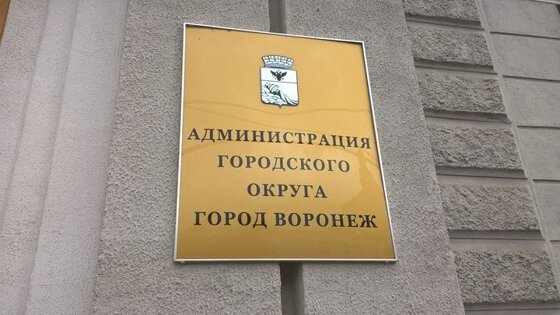 АДМИНИСТРАЦИЯ
ГОРОДСКОГО
ОКРУГА
ГОРОД ВОРОНЕЖ